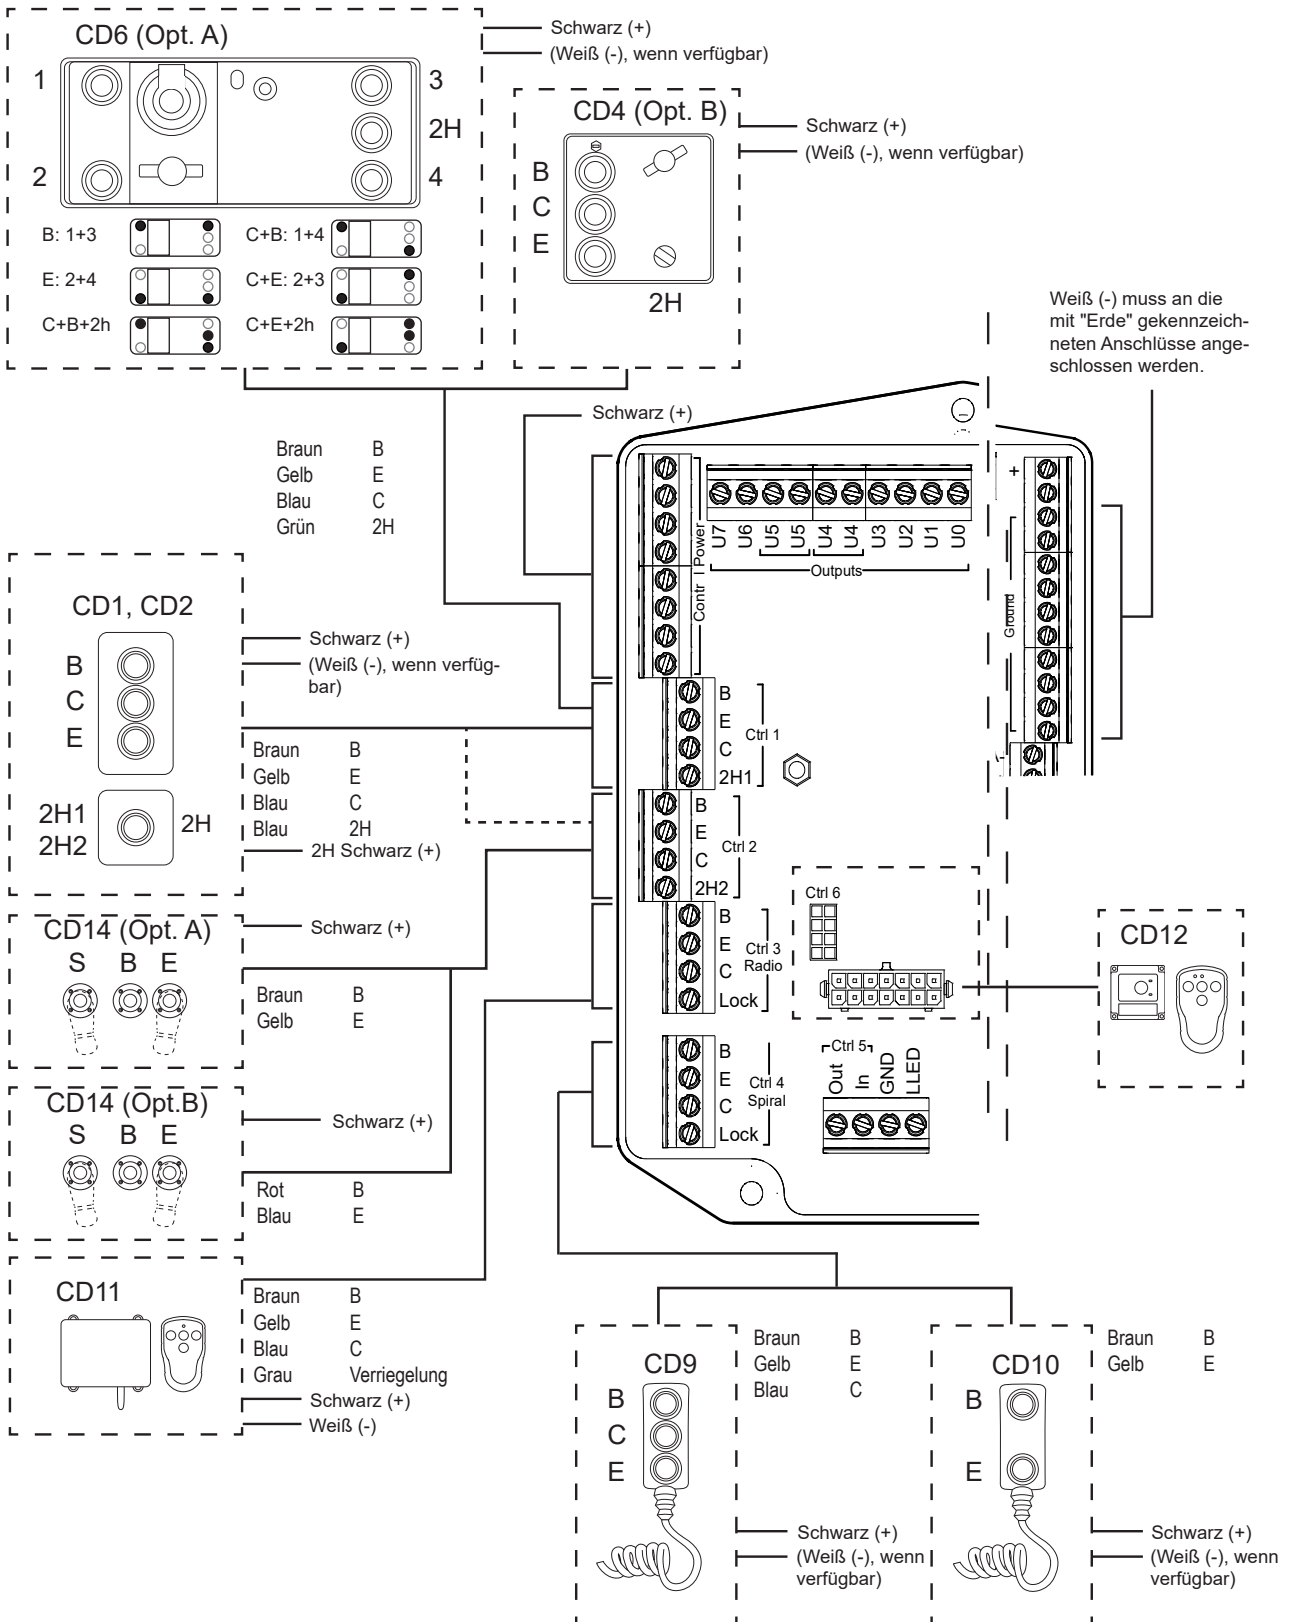 CD6 (Opt. A)
1
2
3
2H
4
B: 1+3
C+B: 1+4
E: 2+4
C+E: 2+3
C+B+2h
C+E+2h
Schwarz (+)
(Weiß (-), wenn verfügbar)
CD4 (Opt. B)
B
C
E
2H
Schwarz (+)
(Weiß (-), wenn verfügbar)
Weiß (-) muss an die
mit "Erde" gekennzeich-
neten Anschlüsse ange-
schlossen werden.
Schwarz (+)
Braun B
Gelb E
Blau C
Grün 2H
CD1, CD2
B
C
E
2H1
2H2
2H
Schwarz (+)
(Weiß (-), wenn verfüg-
bar)
Braun B
Gelb E
Blau C
Blau 2H
2H Schwarz (+)
CD14 (Opt. A)
S B E
Schwarz (+)
Braun B
Gelb E
CD14 (Opt.B)
S B E
Schwarz (+)
Rot B
Blau E
CD11
Braun B
Gelb E
Blau C
Grau Verriegelung
Schwarz (+)
Weiß (-)
Contr l Power
U7 U6 U5 U5 U4 U4 U3 U2 U1 U0
Outputs
+
Ground
-
B
E
C
2H1
Ctrl 1
B
E
C
2H2
Ctrl 2
B
E
C
Lock
Ctrl 3
Radio
B
E
C
Lock
Ctrl 4
Spiral
Ctrl 6
Ctrl 5
Out In GND LLED
CD12
CD9
B
C
E
Braun B
Gelb E
Blau C
Schwarz (+)
(Weiß (-), wenn
verfügbar)
CD10
B
E
Braun B
Gelb E
Schwarz (+)
(Weiß (-), wenn
verfügbar)